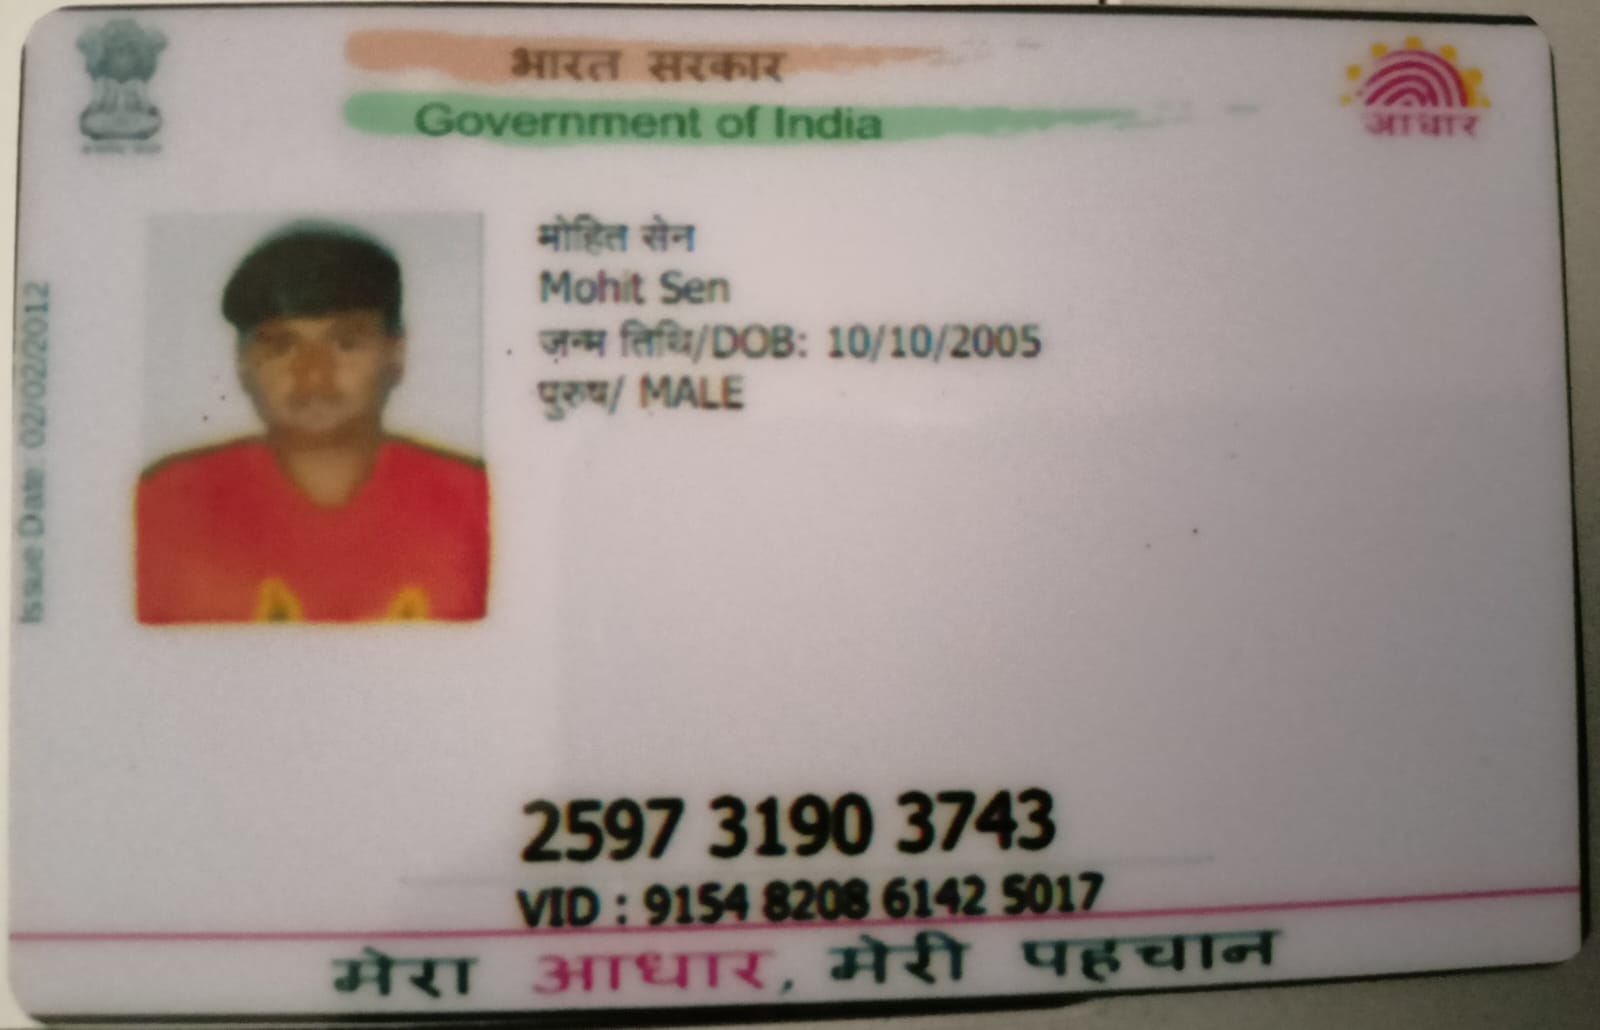 भारत सरकार
Government of India
आधार
Issue Date: 02/02/2012
मोहित सेन
Mohit Sen
जन्म तिथि/DOB: 10/10/2005
पुरुष/ MALE
2597 3190 3743
VID : 9154 8208 6142 5017
मेरा आधार, मेरी पहचान